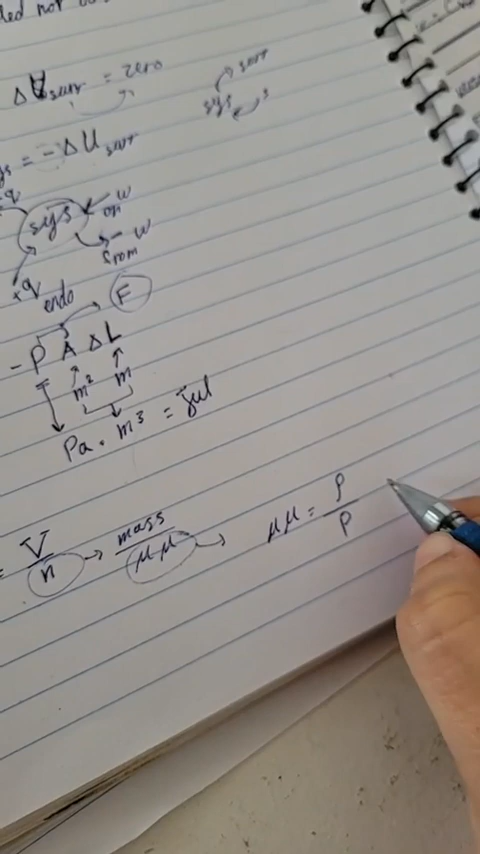 ΔU surr = zero
sys → surr
= -ΔU surr
sys
on W
-W
from
+q endo
F
- P A ΔL
m² m
Pa . m³ = jul
= V/n → mass/μμ → μμ = ρ/P